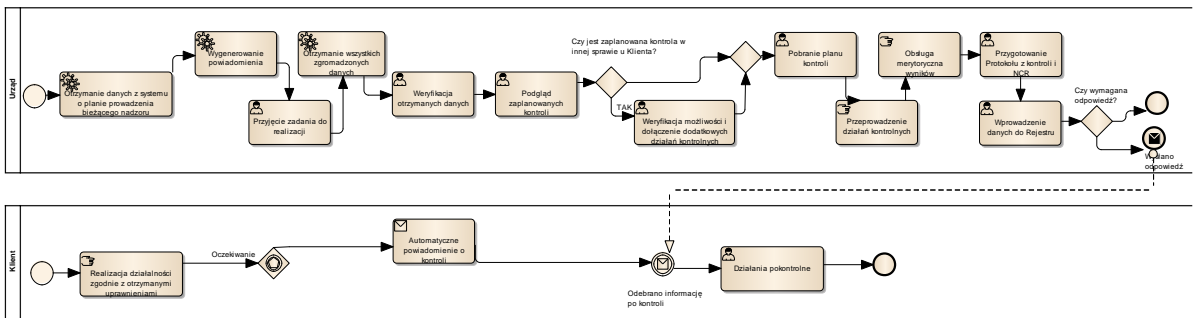 Urząd
Otrzymanie danych z systemu
o planie prowadzenia
bieżącego nadzoru
Wygenerowanie
powiadomienia
Przyjęcie zadania do
realizacji
Otrzymanie wszystkich
zgromadzonych
danych
Weryfikacja
otrzymanych danych
Podgląd
zaplanowanych
kontroli
Czy jest zaplanowana kontrola w
innej sprawie u Klienta?
TAK
Weryfikacja możliwości i
dołączenie dodatkowych
działań kontrolnych
Pobranie planu
kontroli
Przeprowadzenie
działań kontrolnych
Obsługa
merytoryczna
wyników
Przygotowanie
Protokołu z kontroli i
NCR
Wprowadzenie
danych do Rejestru
Czy wymagana
odpowiedź?
odpowiedź
Klient
Realizacja działalności
zgodnie z otrzymanymi
uprawnieniami
Oczekiwanie
Automatyczne
powiadomienie o
kontroli
Odebrano informację
po kontroli
Działania pokontrolne